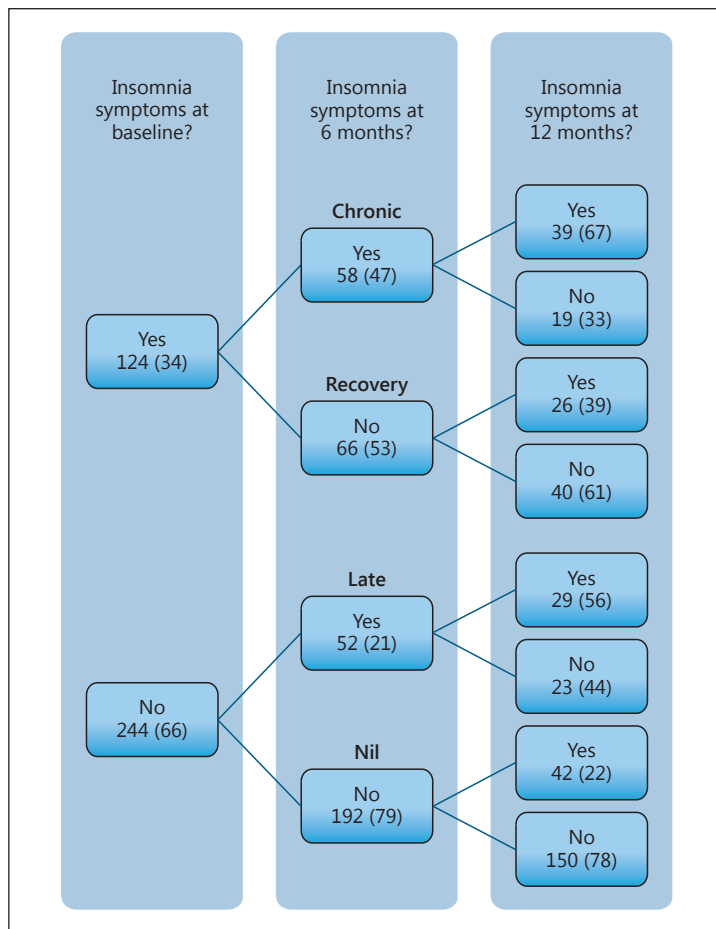 Insomnia
symptoms at
baseline?
Insomnia
symptoms at
6 months?
Insomnia
symptoms at
12 months?
Yes
124 (34)
No
244 (66)
Chronic
Yes
58 (47)
Recovery
No
66 (53)
Late
Yes
52 (21)
Nil
No
192 (79)
Yes
39 (67)
No
19 (33)
Yes
26 (39)
No
40 (61)
Yes
29 (56)
No
23 (44)
Yes
42 (22)
No
150 (78)